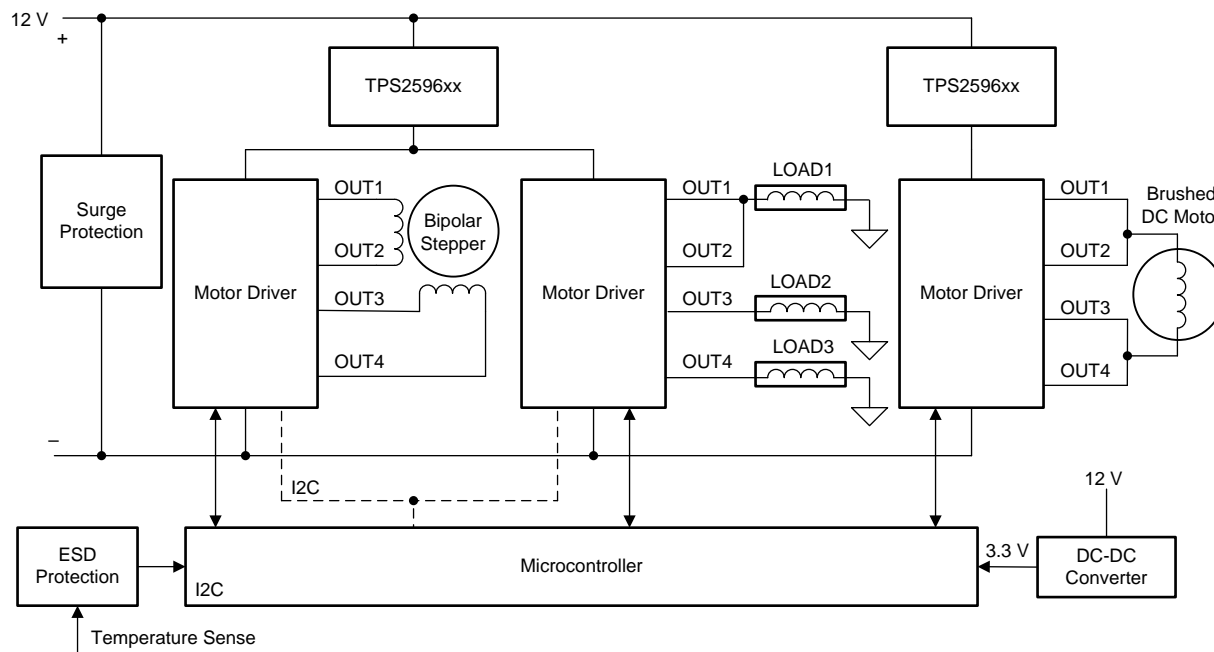 12 V
+
TPS2596xx
TPS2596xx
Surge
Protection
Motor Driver
OUT1
OUT2
OUT3
OUT4
Bipolar
Stepper
Motor Driver
OUT1
OUT2
OUT3
OUT4
LOAD1
LOAD2
LOAD3
Motor Driver
OUT1
OUT2
OUT3
OUT4
Brushed
DC Motor
–
I2C
12 V
ESD
Protection
Microcontroller
I2C
3.3 V
DC-DC
Converter
Temperature Sense